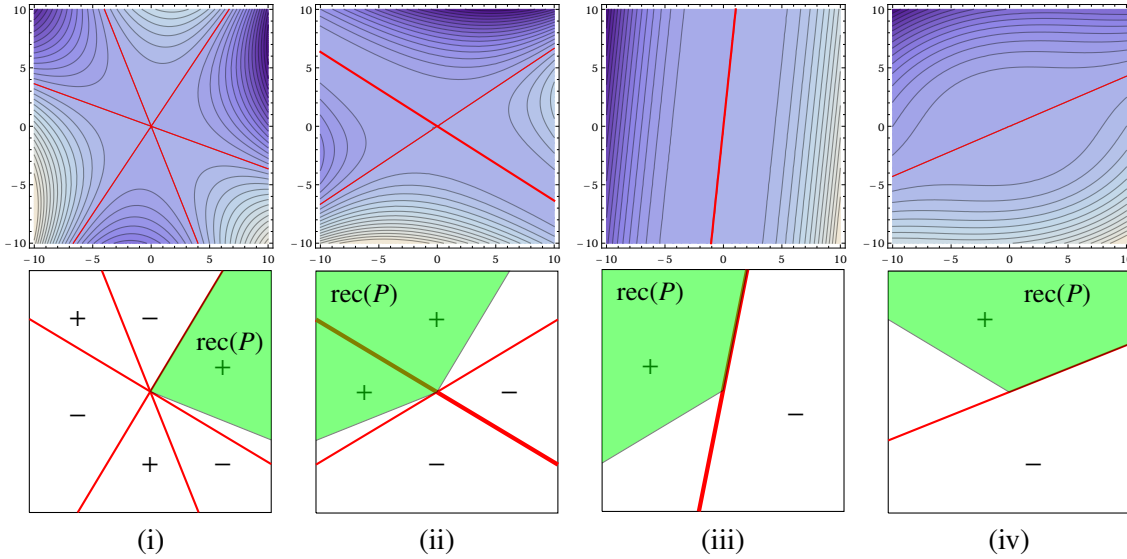 10 10 10 10
5 5 5 5
0 0 0 0
−5 −5 −5 −5
−10 −10 −10 −10
−10 −5 0 5 10 −10 −5 0 5 10 −10 −5 0 5 10 −10 −5 0 5 10
rec(P) rec(P) rec(P)
+ − + +
rec(P)
+ + +
− − −
+ − − −
(i) (ii) (iii) (iv)